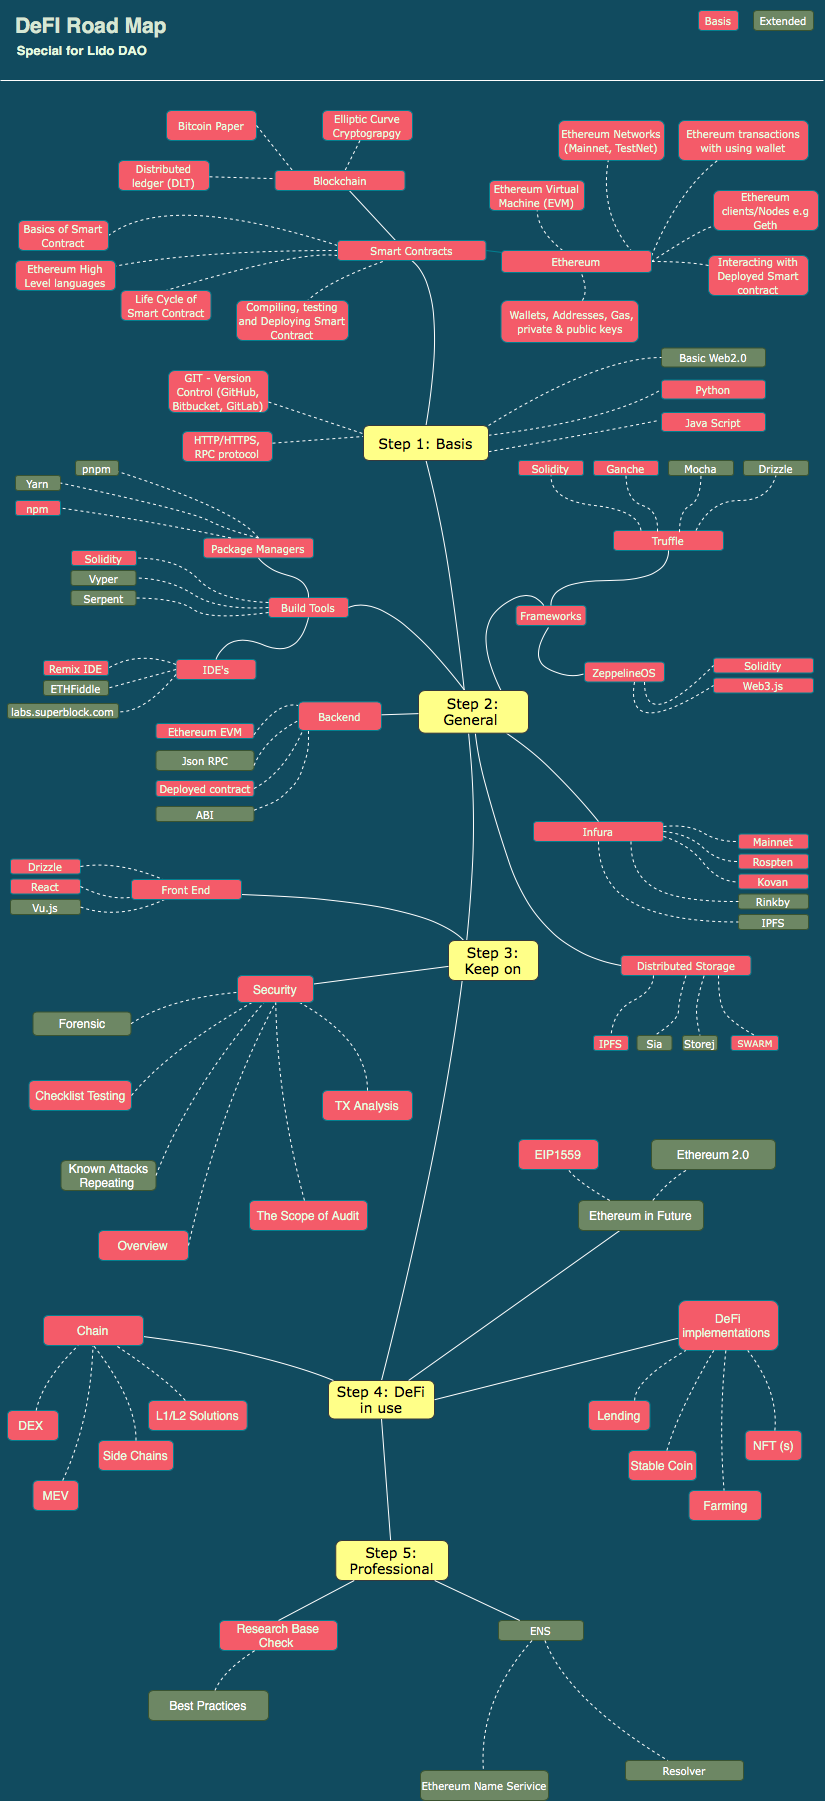 DeFI Road Map
Special for Lido DAO
Basis
Extended
Bitcoin Paper
Elliptic Curve
Cryptograpgy
Distributed
ledger (DLT)
Blockchain
Ethereum Networks
(Mainnet, TestNet)
Ethereum transactions
with using wallet
Ethereum Virtual
Machine (EVM)
Ethereum
clients/Nodes e.g
Geth
Basics of Smart
Contract
Smart Contracts
Ethereum
Ethereum High
Level languages
Interacting with
Deployed Smart
contract
Life Cycle of
Smart Contract
Compiling, testing
and Deploying Smart
Contract
Wallets, Addresses, Gas,
private & public keys
GIT - Version
Control (GitHub,
Bitbucket, GitLab)
HTTP/HTTPS,
RPC protocol
Step 1: Basis
Basic Web2.0
Python
Java Script
pnpm
Yarn
npm
Package Managers
Solidity
Ganche
Mocha
Drizzle
Truffle
Solidity
Vyper
Serpent
Build Tools
Frameworks
Remix IDE
ETHFiddle
labs.superblock.com
IDE's
ZeppelineOS
Solidity
Web3.js
Step 2:
General
Backend
Ethereum EVM
Json RPC
Deployed contract
ABI
Infura
Mainnet
Rospten
Kovan
Rinkby
IPFS
Drizzle
React
Vu.js
Front End
Step 3:
Keep on
Distributed Storage
IPFS
Sia
Storej
SWARM
Security
Forensic
Checklist Testing
TX Analysis
Known Attacks
Repeating
The Scope of Audit
Overview
EIP1559
Ethereum 2.0
Ethereum in Future
Chain
DeFi
implementations
Step 4: DeFi
in use
DEX
L1/L2 Solutions
Side Chains
MEV
Lending
NFT (s)
Stable Coin
Farming
Step 5:
Professional
Research Base
Check
ENS
Best Practices
Ethereum Name Serivice
Resolver